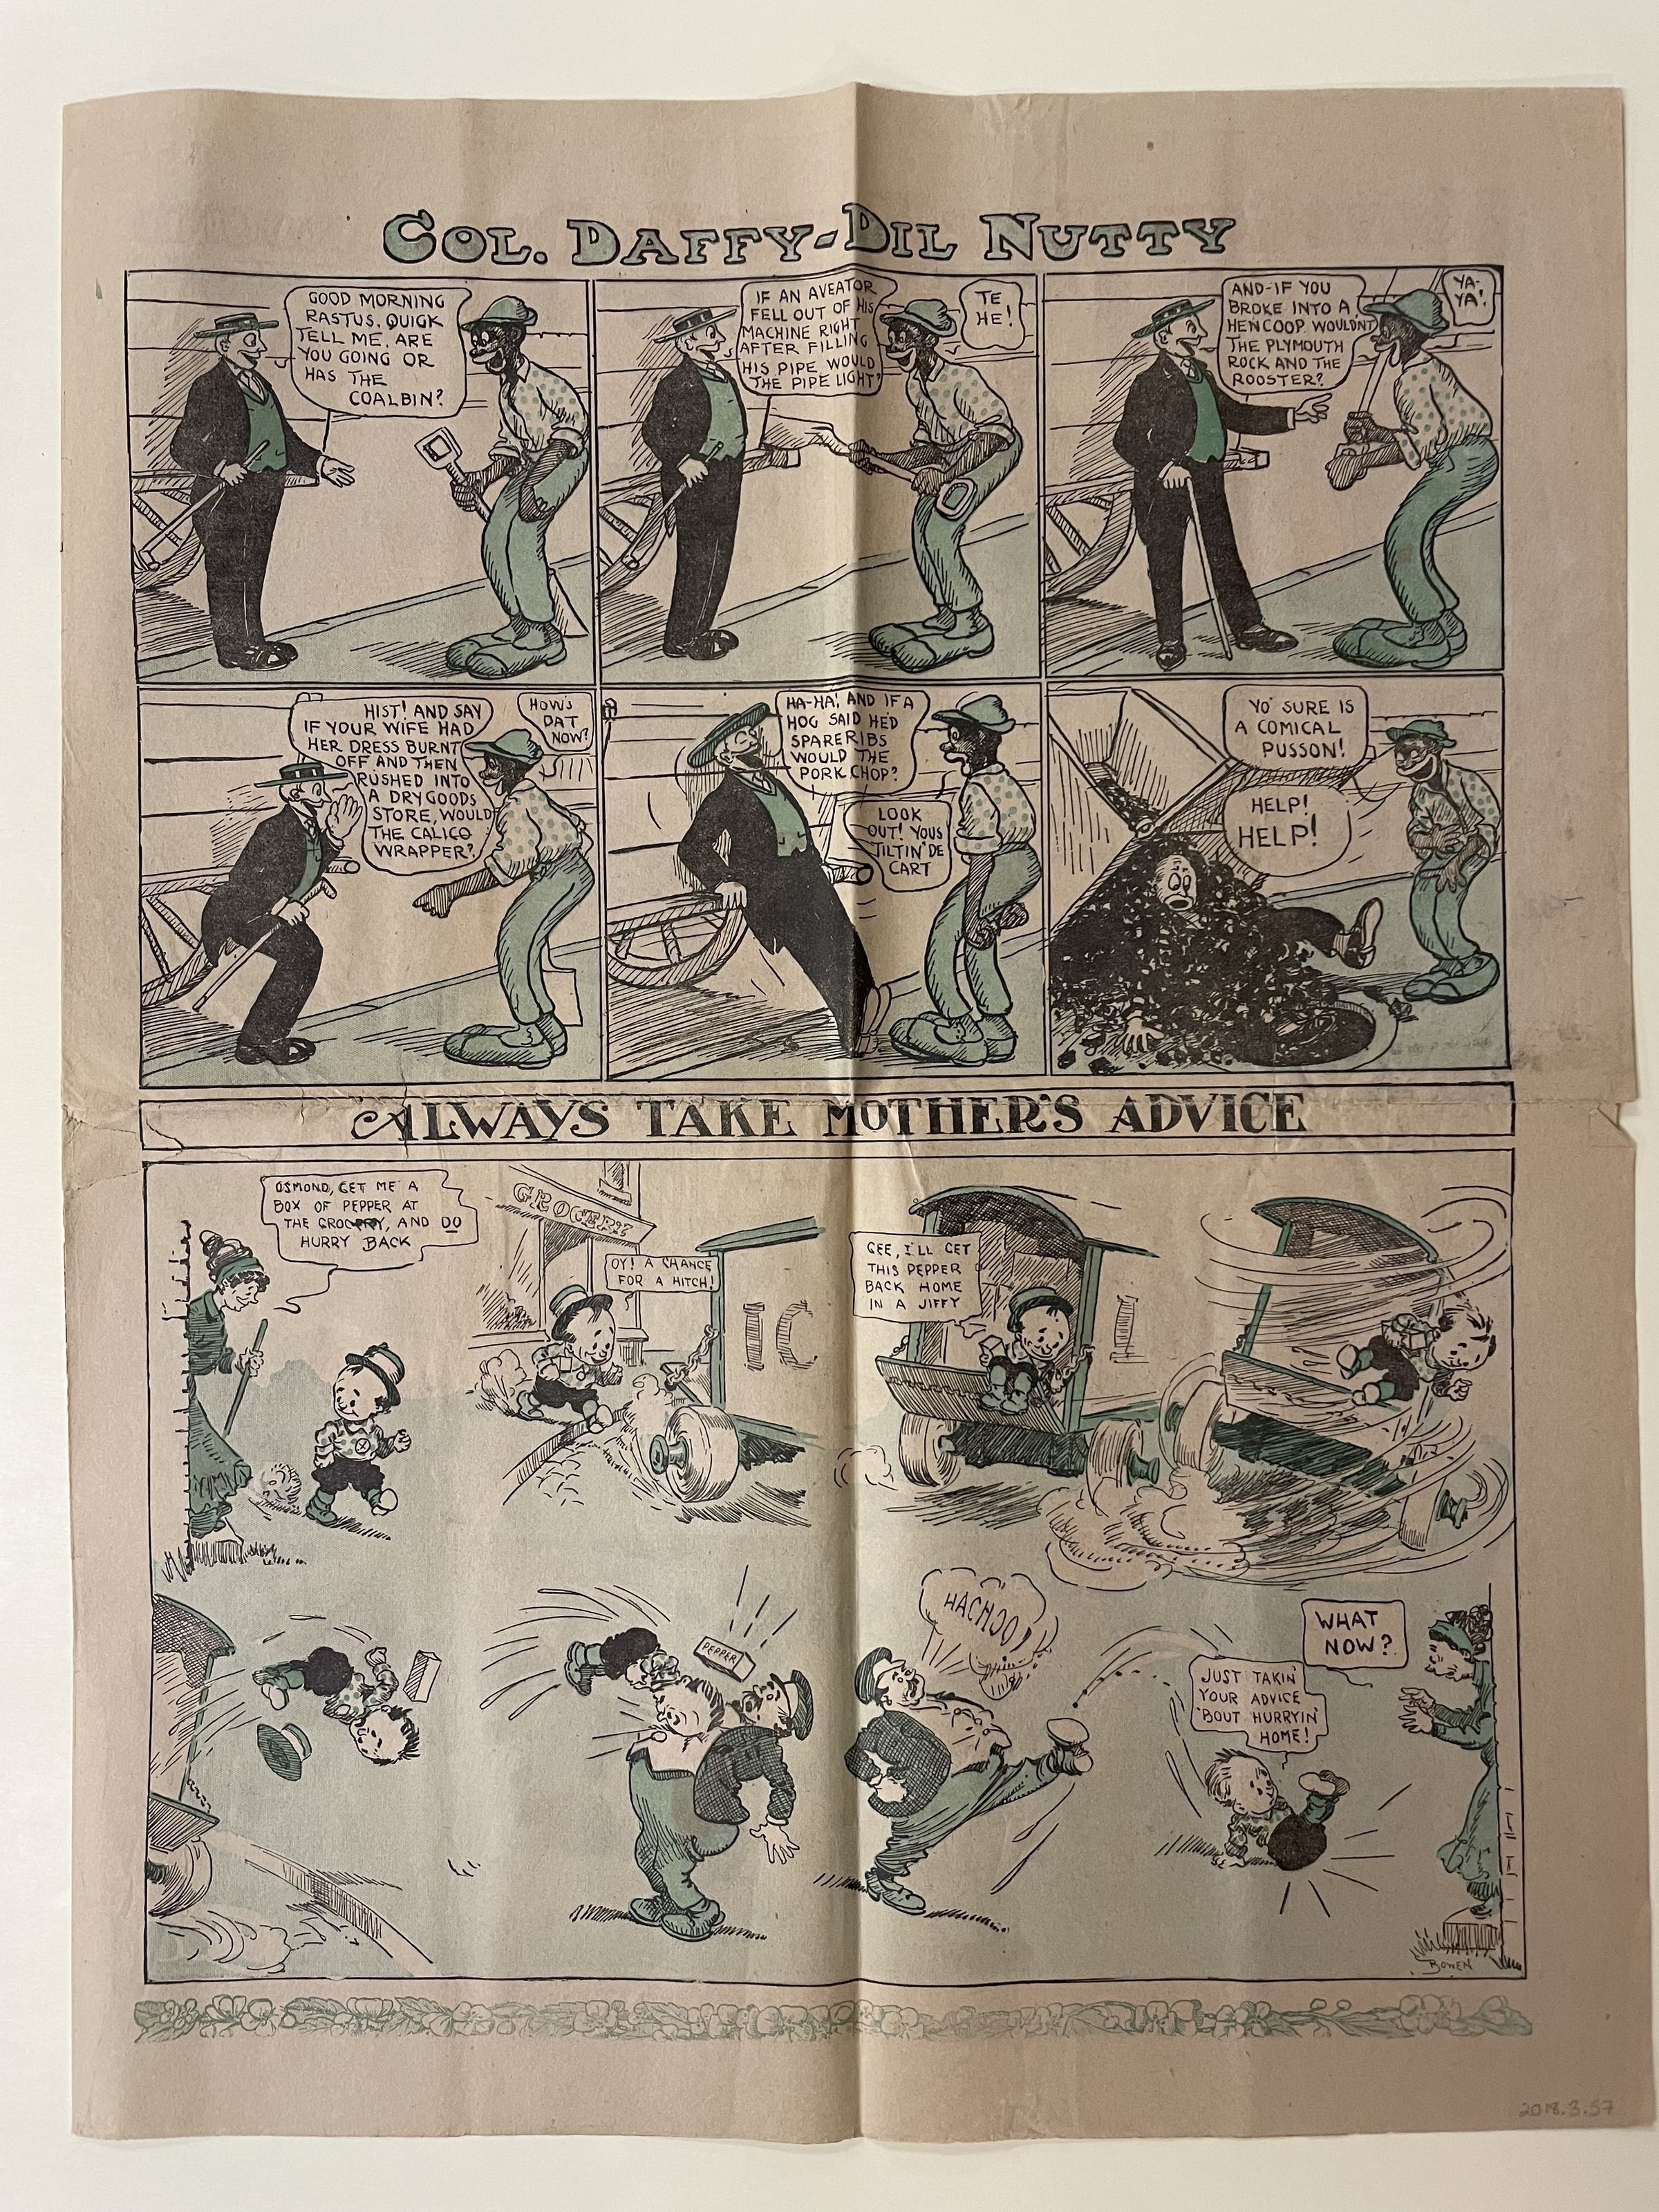 COL. DAFFY-DIL NUTTY
GOOD MORNING
RASTUS, QUICK
TELL ME, ARE
YOU GOING OR
HAS THE
COALBIN?
IF AN AVEATOR
FELL OUT OF HIS
MACHINE RIGHT
AFTER FILLING
HIS PIPE WOULD
THE PIPE LIGHT?
TE
HE!
AND-IF YOU
BROKE INTO A
HENCOOP WOULDN'T
THE PLYMOUTH
ROCK AND THE
ROOSTER?
YA-
YA!
HIST! AND SAY
IF YOUR WIFE HAD
HER DRESS BURNT
OFF AND THEN
RUSHED INTO
A DRYGOODS
STORE, WOULD
THE CALICO
WRAPPER?
HOW'S
DAT
NOW?
HA-HA! AND IF A
HOG SAID HE'D
SPARERIBS
WOULD THE
PORK CHOP?
LOOK
OUT! YOUS
TILTIN' DE
CART
YO' SURE IS
A COMICAL
PUSSON!
HELP!
HELP!
ALWAYS TAKE MOTHER'S ADVICE
OSMOND, GET ME A
BOX OF PEPPER AT
THE GROCERY, AND DO
HURRY BACK
GROCERY
OY! A CHANCE
FOR A HITCH!
IC
GEE, I'LL GET
THIS PEPPER
BACK HOME
IN A JIFFY
I
PEPPER
HACHOO!
JUST TAKIN'
YOUR ADVICE
'BOUT HURRYIN'
HOME!
WHAT
NOW?
BOWEN
2018.3.57